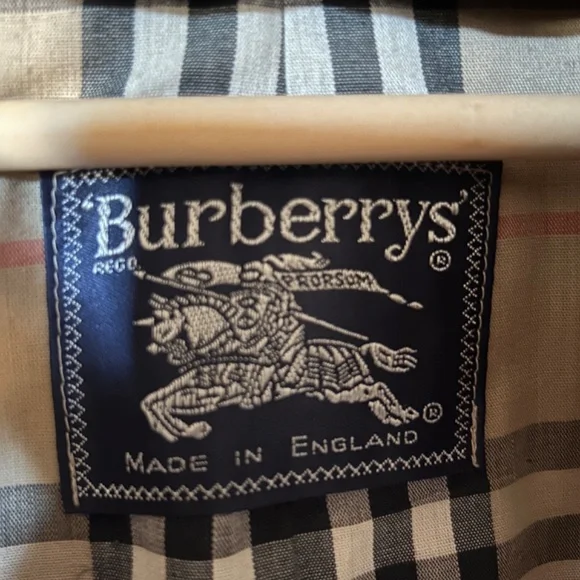 'Burberrys'
REGD ®
PRORSUM
®
MADE IN ENGLAND